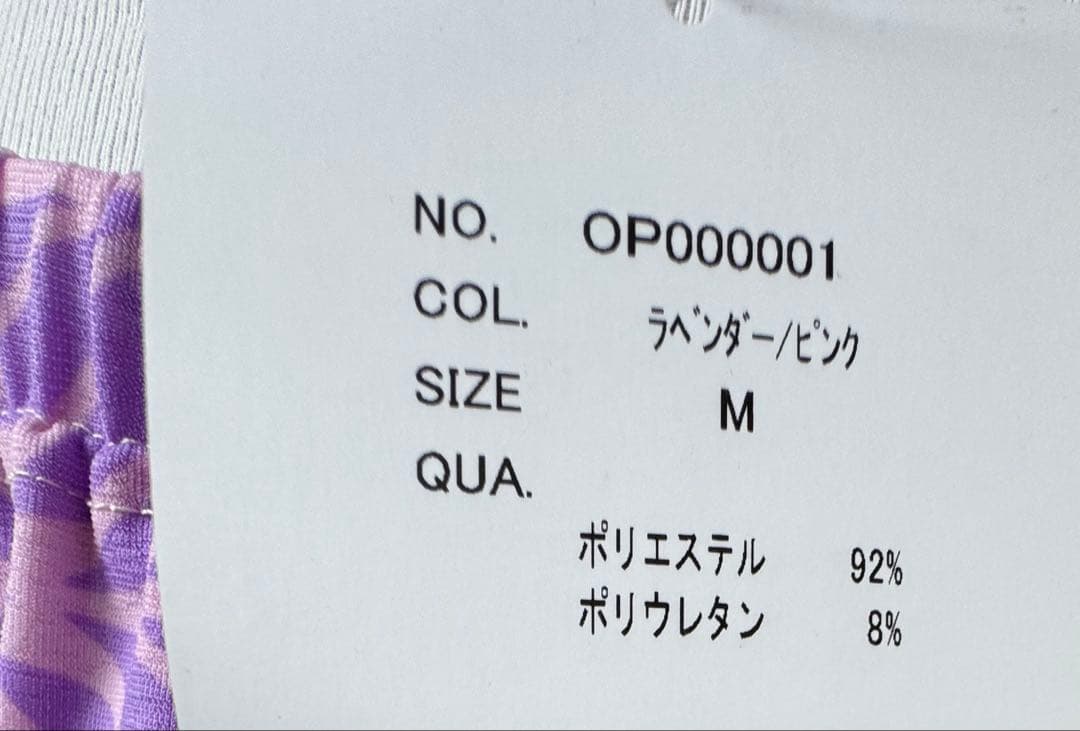 NO. OP000001
COL. ﾗﾍﾞﾝﾀﾞｰ/ﾋﾟﾝｸ
SIZE M
QUA.
ポリエステル 92%
ポリウレタン 8%